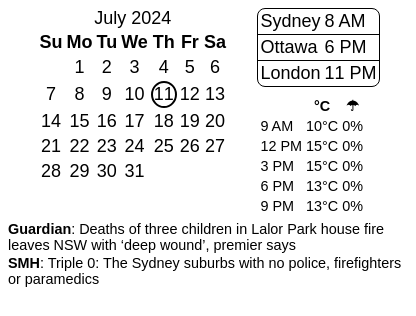 July 2024
Su Mo Tu We Th Fr Sa
1 2 3 4 5 6
7 8 9 10 11 12 13
14 15 16 17 18 19 20
21 22 23 24 25 26 27
28 29 30 31
Sydney 8 AM
Ottawa 6 PM
London 11 PM
°C ☂
9 AM 10°C 0%
12 PM 15°C 0%
3 PM 15°C 0%
6 PM 13°C 0%
9 PM 13°C 0%
Guardian: Deaths of three children in Lalor Park house fire
leaves NSW with ‘deep wound’, premier says
SMH: Triple 0: The Sydney suburbs with no police, firefighters
or paramedics